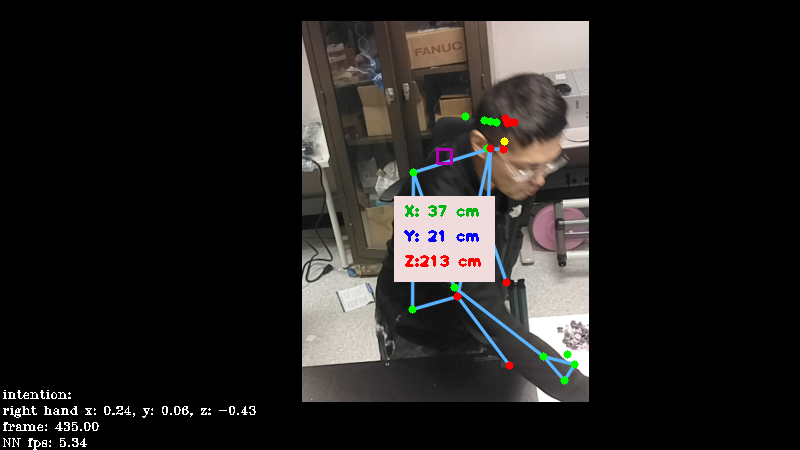 FANUC
X: 37 cm
Y: 21 cm
Z:213 cm
intention:
right hand x: 0.24, y: 0.06, z: -0.43
frame: 435.00
NN fps: 5.34